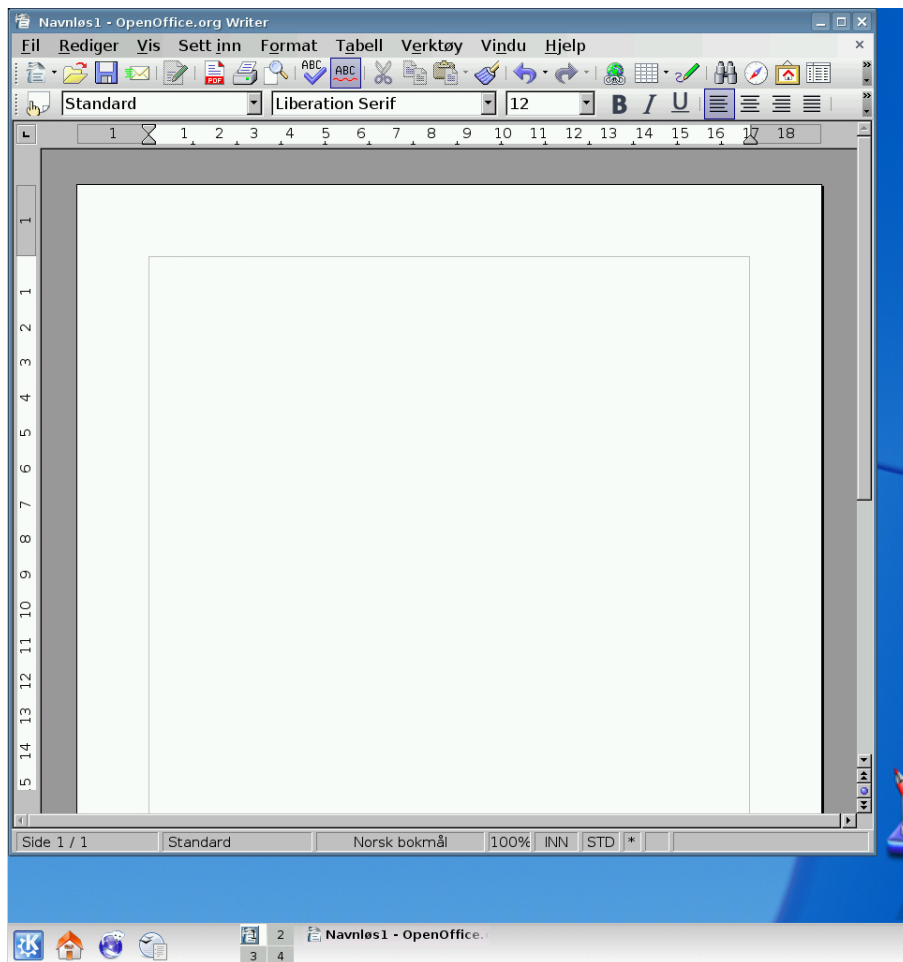 Navnløs1 - OpenOffice.org Writer
Fil Rediger Vis Sett inn Format Tabell Verktøy Vindu Hjelp
PDF ABC ABC
Standard Liberation Serif 12 B I U
1 1 2 3 4 5 6 7 8 9 10 11 12 13 14 15 16 17 18
1
1
2
3
4
5
6
7
8
9
10
11
12
13
14
5
Side 1 / 1 Standard Norsk bokmål 100% INN STD *
K 2 Navnløs1 - OpenOffice.
3 4